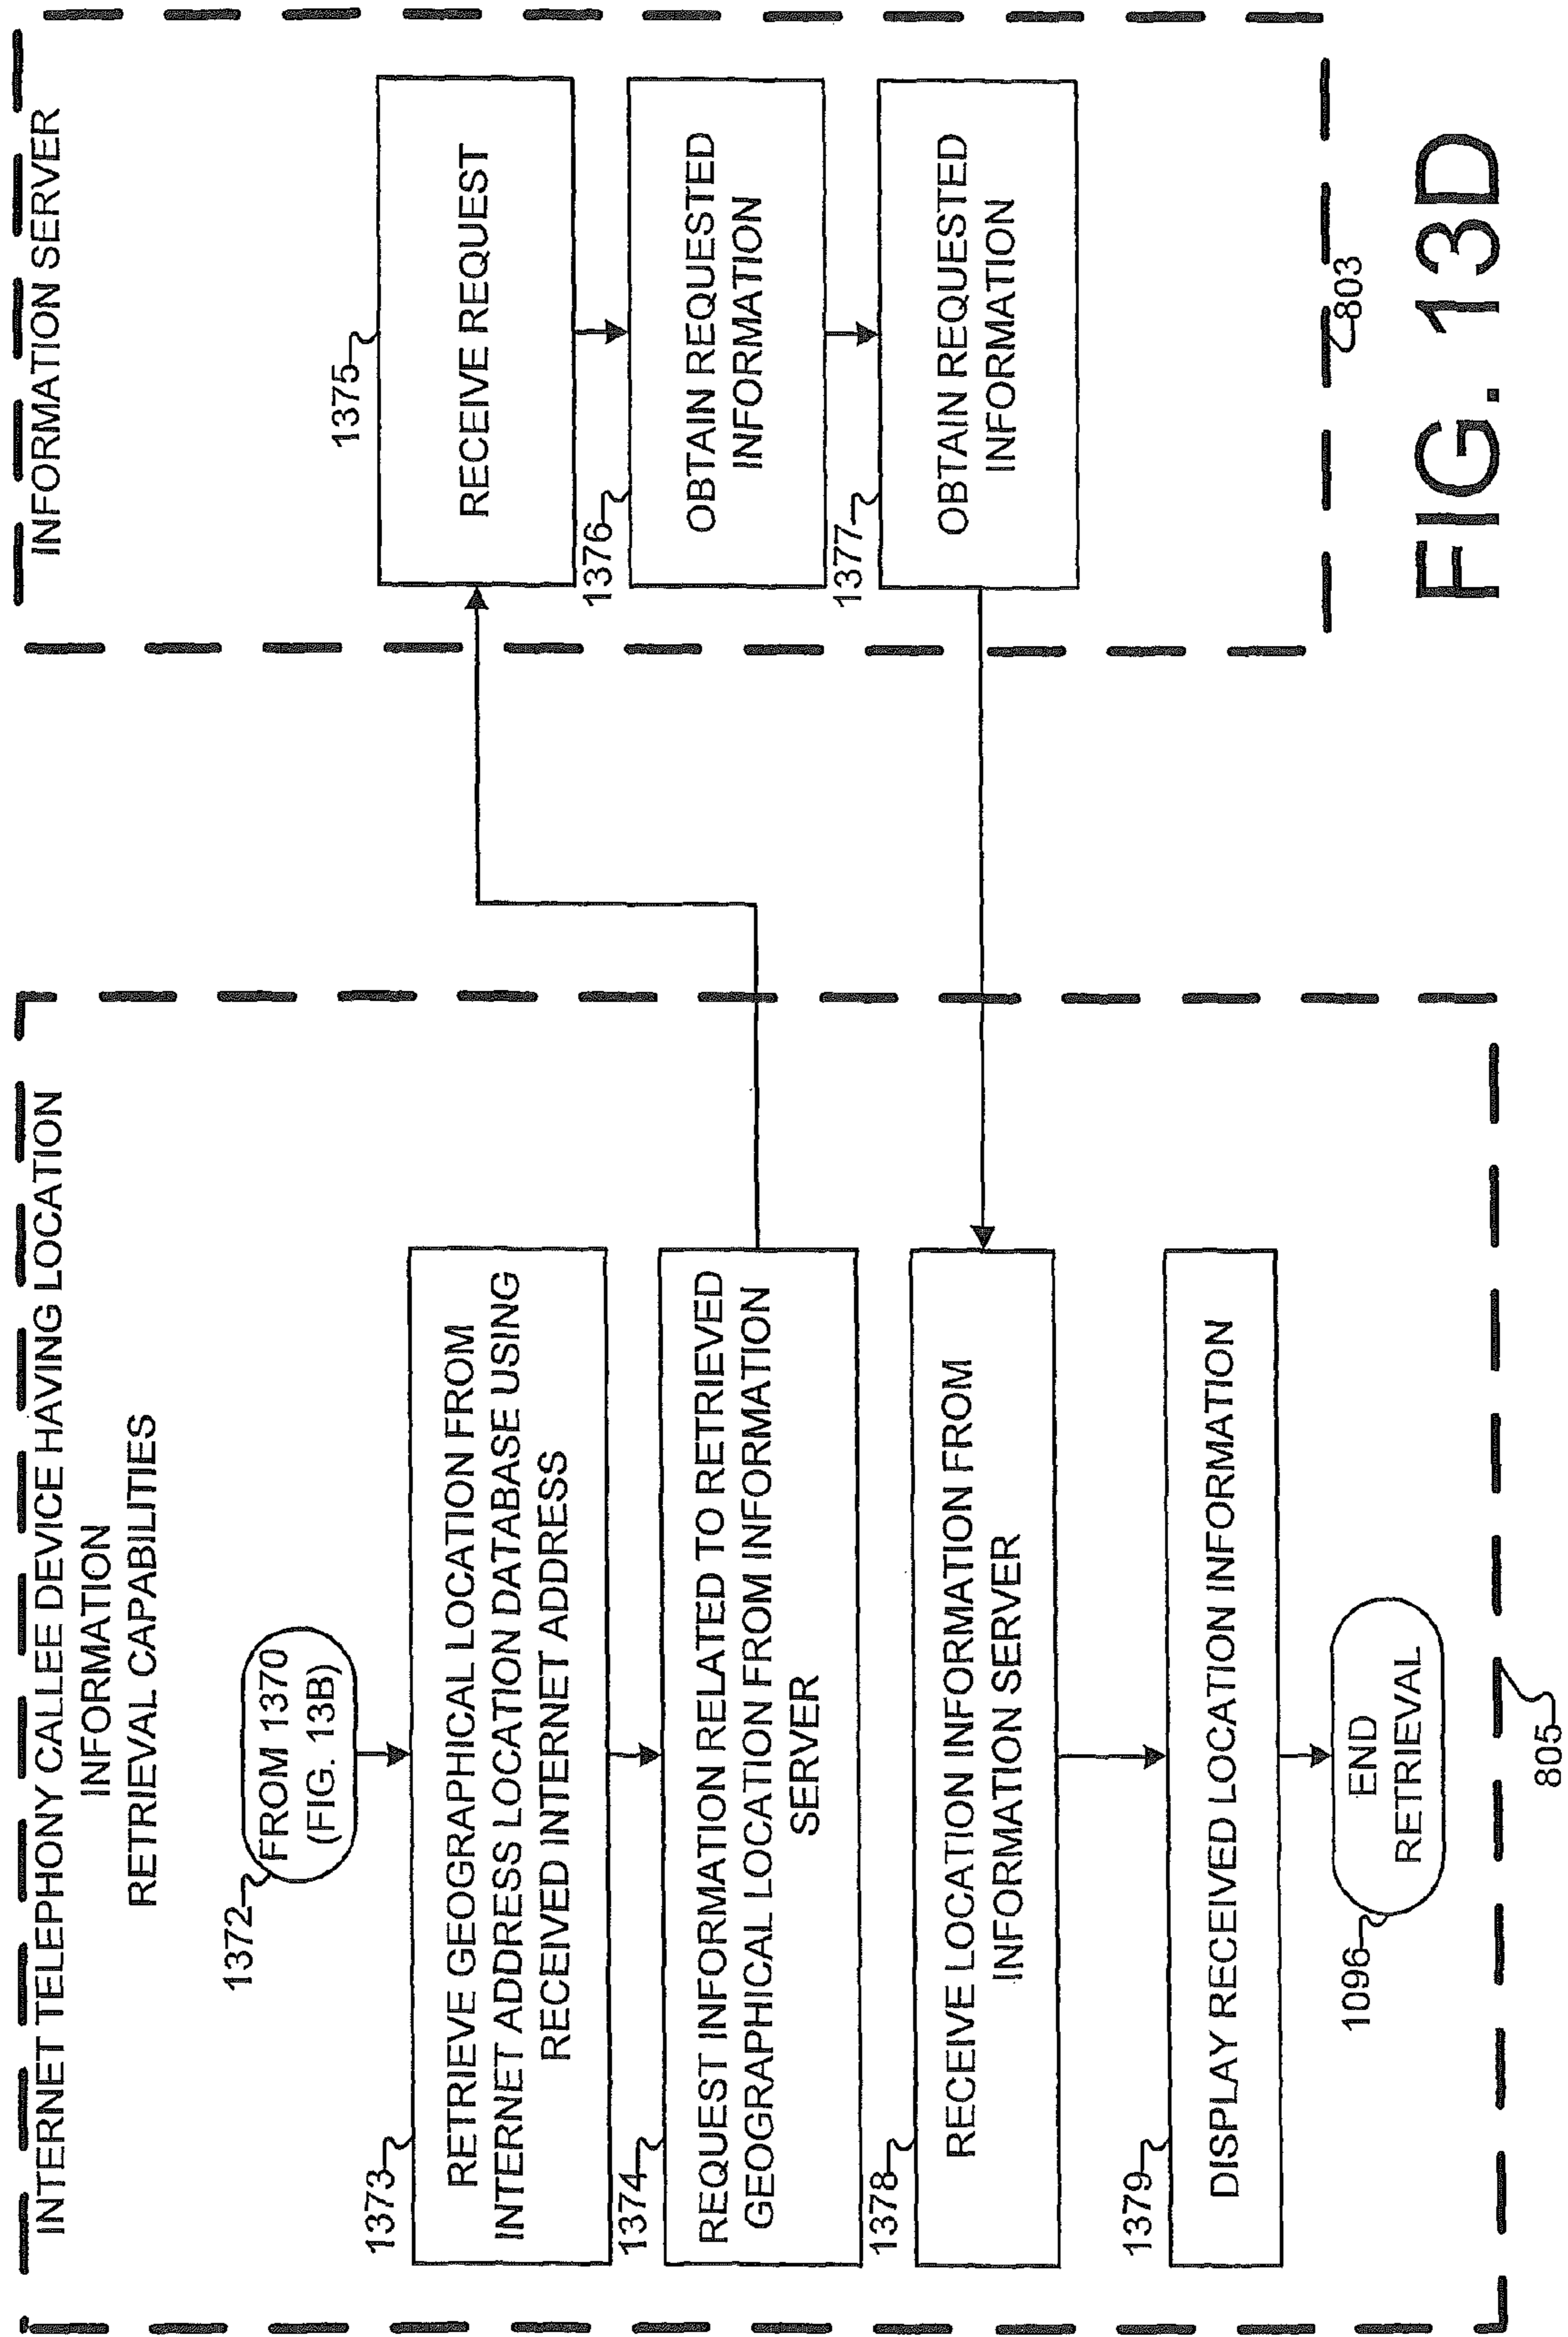 INTERNET TELEPHONY CALLEE DEVICE HAVING LOCATION
INFORMATION
RETRIEVAL CAPABILITIES
1372
FROM 1370
(FIG. 13B)
1373
RETRIEVE GEOGRAPHICAL LOCATION FROM
INTERNET ADDRESS LOCATION DATABASE USING
RECEIVED INTERNET ADDRESS
1374
REQUEST INFORMATION RELATED TO RETRIEVED
GEOGRAPHICAL LOCATION FROM INFORMATION
SERVER
1378
RECEIVE LOCATION INFORMATION FROM
INFORMATION SERVER
1379
DISPLAY RECEIVED LOCATION INFORMATION
1096
END
RETRIEVAL
805
INFORMATION SERVER
1375
RECEIVE REQUEST
1376
OBTAIN REQUESTED
INFORMATION
1377
OBTAIN REQUESTED
INFORMATION
803
FIG. 13D